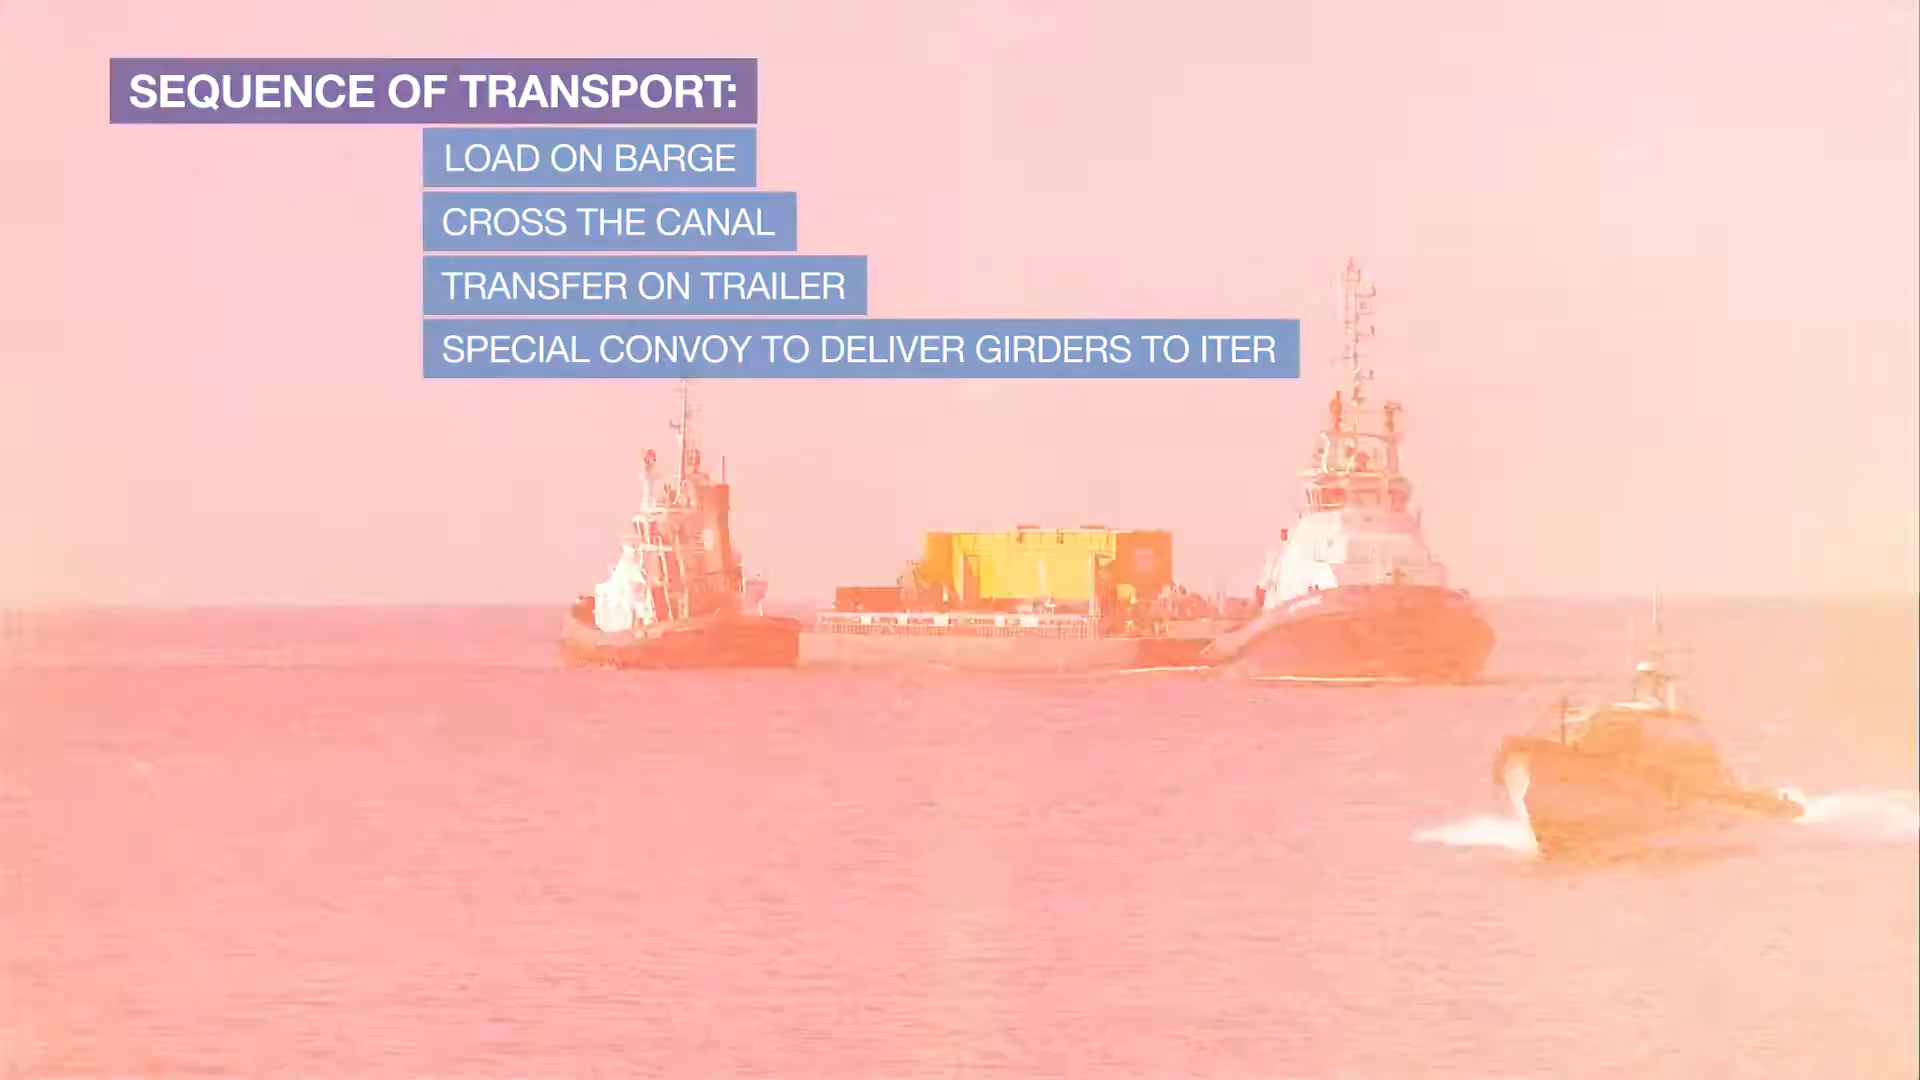 SEQUENCE OF TRANSPORT:
LOAD ON BARGE
CROSS THE CANAL
TRANSFER ON TRAILER
SPECIAL CONVOY TO DELIVER GIRDERS TO ITER